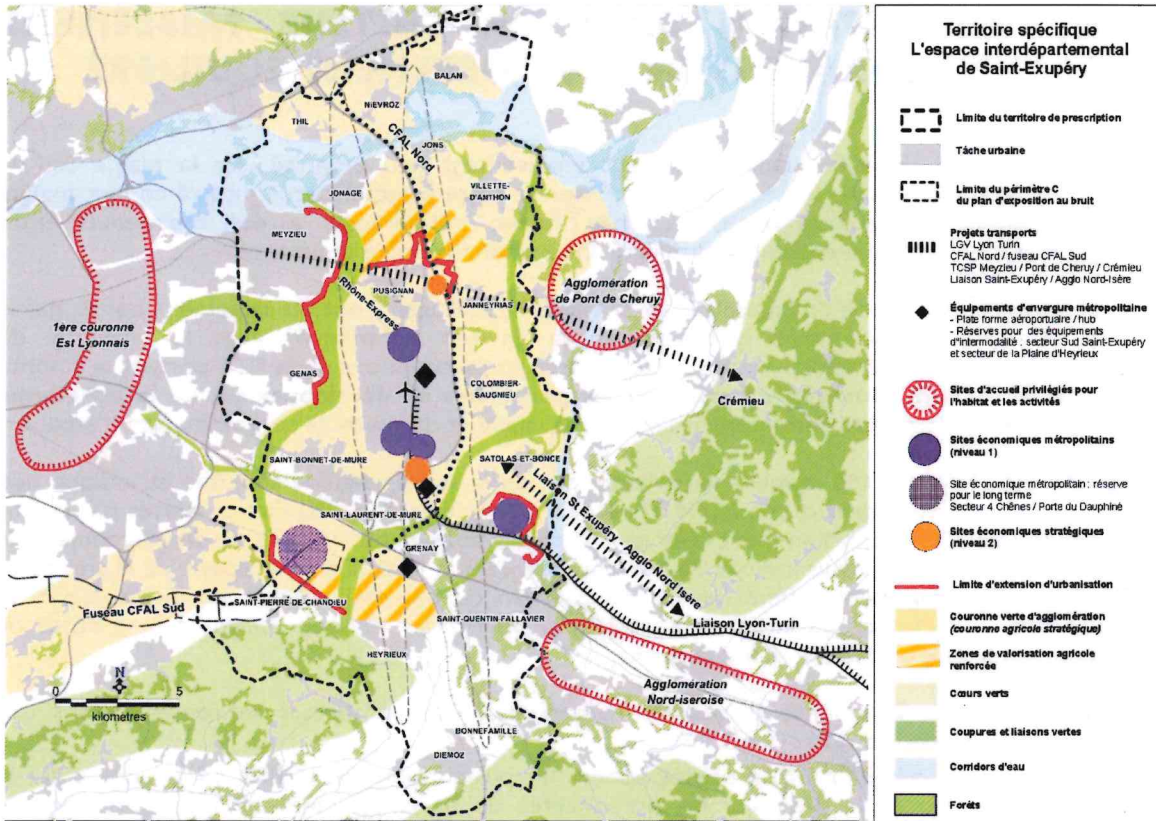 BALAN
NIÉVROZ
THIL
CFAL Nord
JONS
JONAGE
VILLETTE-
D'ANTHON
MEYZIEU
Rhône-Express
PUSIGNAN
JANNEYRIAS
Agglomération
de Pont de Cheruy
1ère couronne
Est Lyonnais
GENAS
COLOMBIER
SAUGNIEU
Crémieu
SAINT-BONNET-DE-MURE
SATOLAS-ET-BONCE
Liaison St Exupéry - Agglo Nord Isère
SAINT-LAURENT-DE-MURE
GRENAY
Fuseau CFAL Sud
SAINT-PIERRE-DE-CHANDIEU
SAINT-QUENTIN-FALLAVIER
Liaison Lyon-Turin
HEYRIEUX
N
0 5
kilomètres
Agglomération
Nord-iseroise
BONNEFAMILLE
DIEMOZ
Territoire spécifique
L'espace interdépartemental
de Saint-Exupéry
Limite du territoire de prescription
Tâche urbaine
Limite du périmètre C
du plan d'exposition au bruit
Projets transports
LGV Lyon Turin
CFAL Nord / fuseau CFAL Sud
TCSP Meyzieu / Pont de Cheruy / Crémieu
Liaison Saint-Exupéry / Agglo Nord-Isère
Équipements d'envergure métropolitaine
- Plate forme aéroportuaire / hub
- Réserves pour des équipements
d'intermodalité : secteur Sud Saint-Exupéry
et secteur de la Plaine d'Heyrieux
Sites d'accueil privilégiés pour
l'habitat et les activités
Sites économiques métropolitains
(niveau 1)
Site économique métropolitain : réserve
pour le long terme
Secteur 4 Chênes / Porte du Dauphiné
Sites économiques stratégiques
(niveau 2)
Limite d'extension d'urbanisation
Couronne verte d'agglomération
(couronne agricole stratégique)
Zones de valorisation agricole
renforcée
Cœurs verts
Coupures et liaisons vertes
Corridors d'eau
Forêts